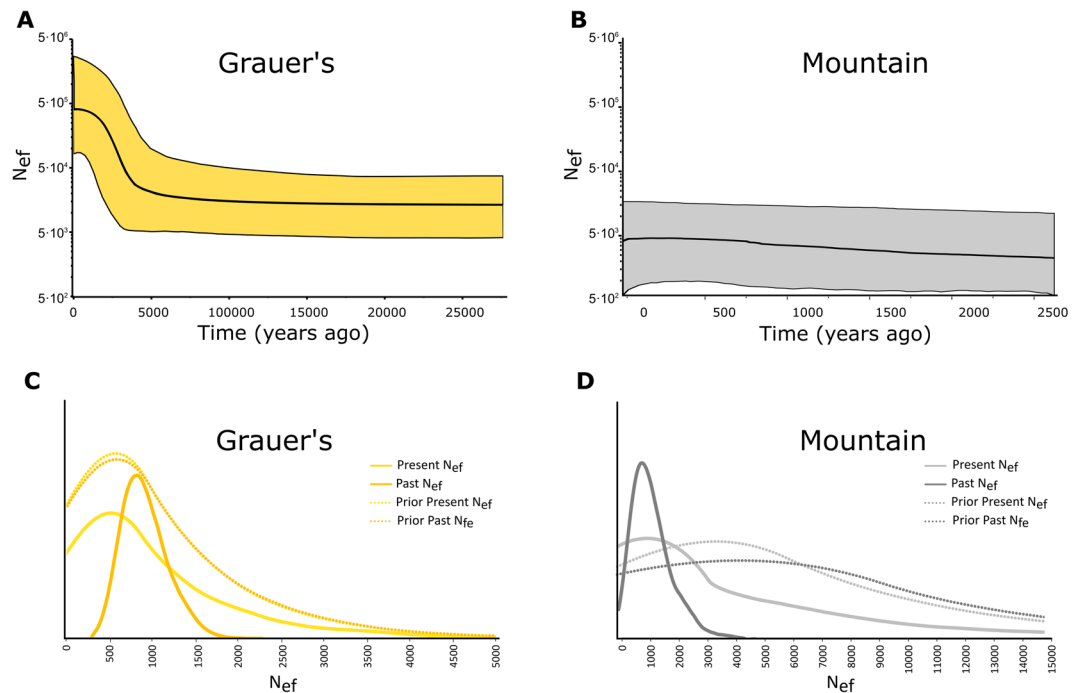 A
Grauer's
5·10⁶
5·10⁵
5·10⁴
5·10³
5·10²
Nef
0 5000 10000 15000 20000 25000
Time (years ago)
B
Mountain
5·10⁶
5·10⁵
5·10⁴
5·10³
5·10²
Nef
0 500 1000 1500 2000 2500
Time (years ago)
C
Grauer's
Present Nef
Past Nef
Prior Present Nef
Prior Past Nfe
0 500 1000 1500 2000 2500 3000 3500 4000 4500 5000
Nef
D
Mountain
Present Nef
Past Nef
Prior Present Nef
Prior Past Nfe
0 1000 2000 3000 4000 5000 6000 7000 8000 9000 10000 11000 12000 13000 14000 15000
Nef